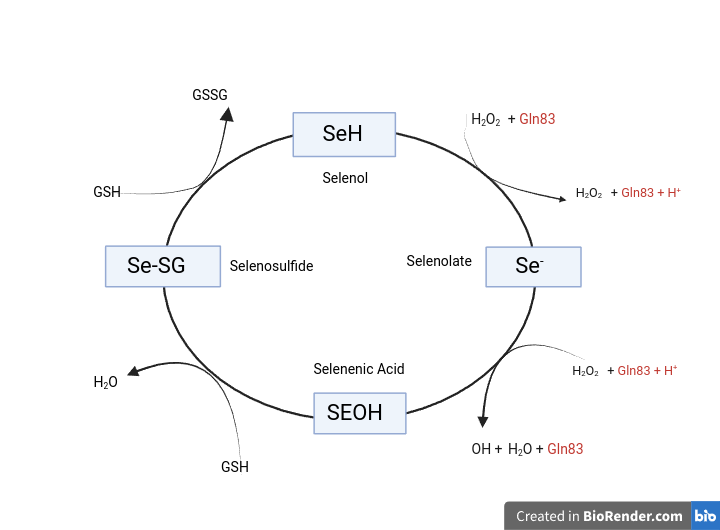 GSSG
SeH
H₂O₂ + Gln83
Selenol
GSH
H₂O₂ + Gln83 + H⁺
Se-SG
Selenosulfide
Selenolate
Se⁻
Selenenic Acid
H₂O₂ + Gln83 + H⁺
H₂O
SEOH
OH + H₂O + Gln83
GSH
Created in BioRender.com bio